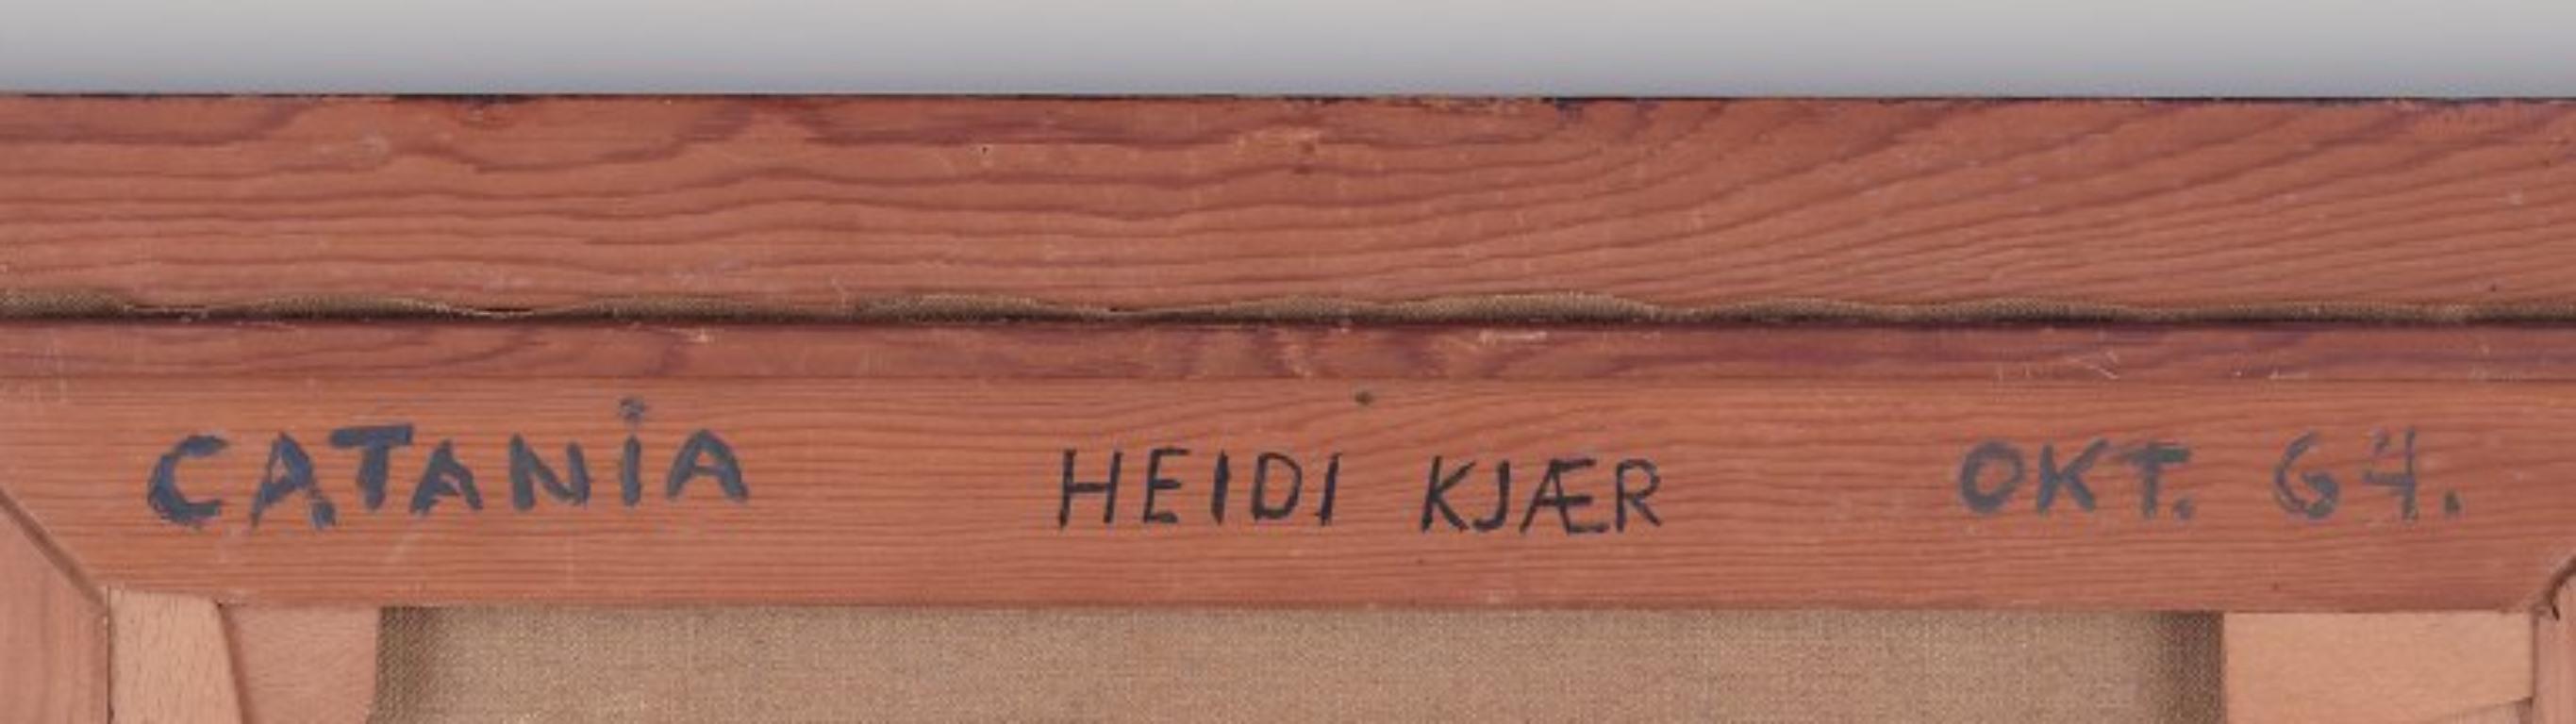 CATANiA HEIDI KJÆR OKT. 64.